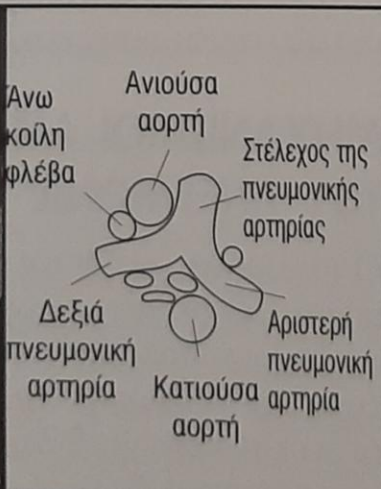 Άνω
κοίλη
φλέβα
Ανιούσα
αορτή
Στέλεχος της
πνευμονικής
αρτηρίας
Δεξιά
πνευμονική
αρτηρία
Κατιούσα
αορτή
Αριστερή
πνευμονική
αρτηρία